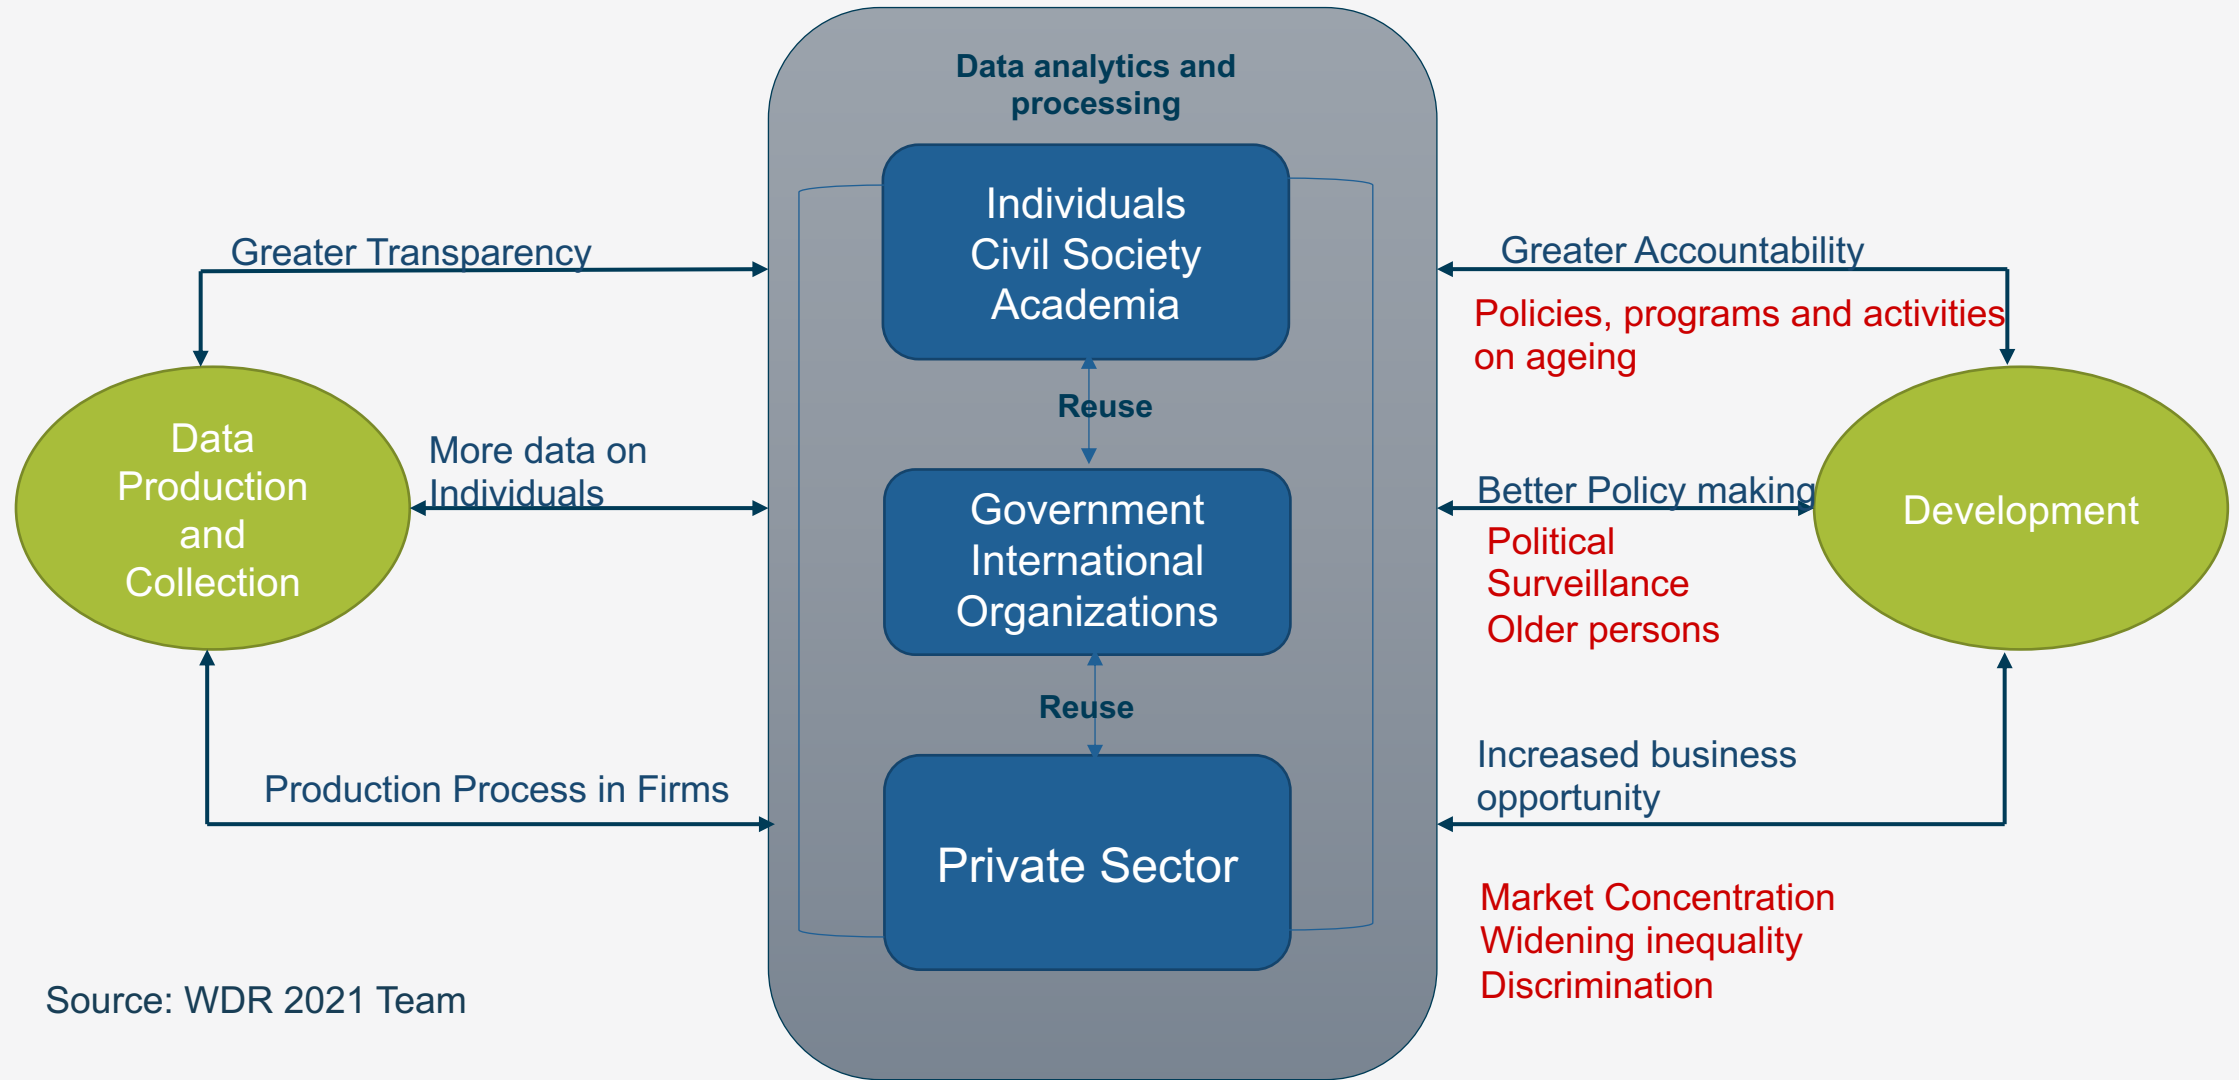 Data analytics and
processing
Individuals
Civil Society
Academia
Reuse
Government
International
Organizations
Reuse
Private Sector
Greater Transparency
More data on
Individuals
Production Process in Firms
Data
Production
and
Collection
Greater Accountability
Policies, programs and activities
on ageing
Better Policy making
Political
Surveillance
Older persons
Increased business
opportunity
Market Concentration
Widening inequality
Discrimination
Development
Source: WDR 2021 Team